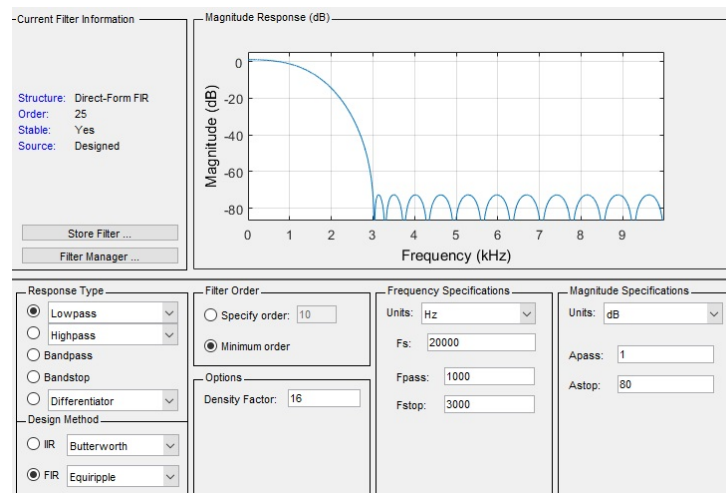 Current Filter Information
Structure: Direct-Form FIR
Order: 25
Stable: Yes
Source: Designed
Store Filter ...
Filter Manager ...
Magnitude Response (dB)
Magnitude (dB)
0
-20
-40
-60
-80
0 1 2 3 4 5 6 7 8 9
Frequency (kHz)
Response Type
Lowpass
Highpass
Bandpass
Bandstop
Differentiator
Design Method
IIR Butterworth
FIR Equiripple
Filter Order
Specify order: 10
Minimum order
Options
Density Factor: 16
Frequency Specifications
Units: Hz
Fs: 20000
Fpass: 1000
Fstop: 3000
Magnitude Specifications
Units: dB
Apass: 1
Astop: 80